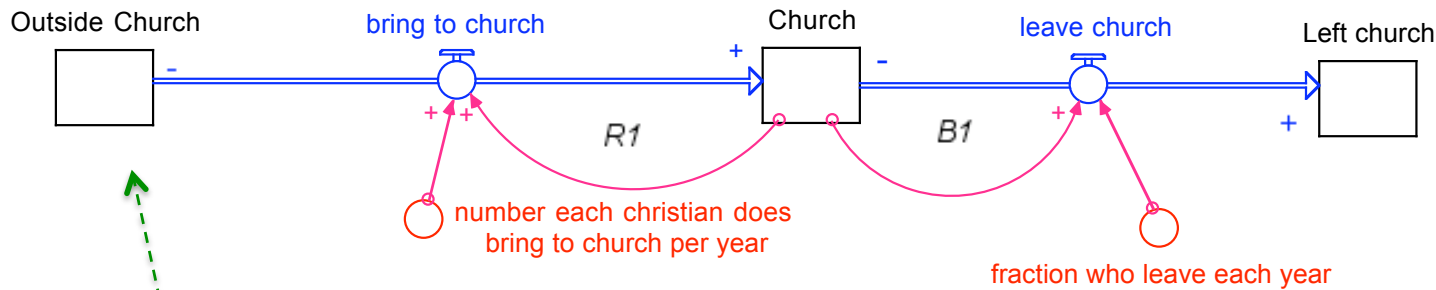 Outside Church
bring to church
Church
leave church
Left church
-
+
-
+
+
+
+
R1
B1
number each christian does
bring to church per year
fraction who leave each year